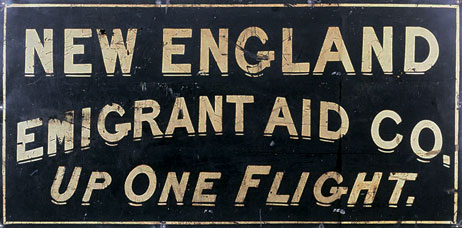 NEW ENGLAND
EMIGRANT AID CO.
UP ONE FLIGHT.